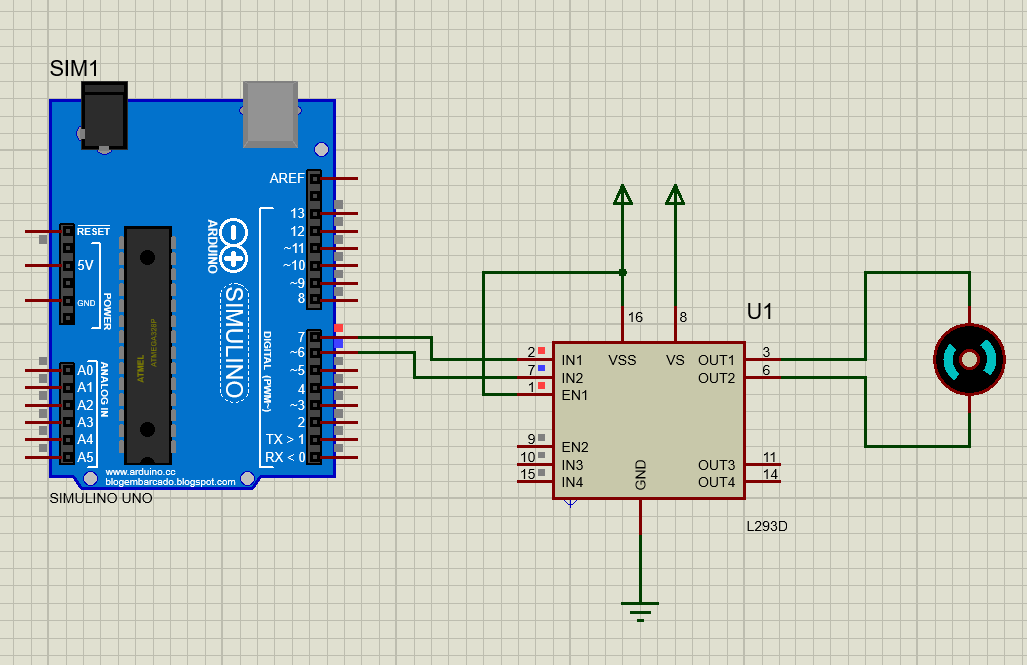 SIM1
AREF
13
12
~11
~10
~9
8
RESET
5V
GND
POWER
ARDUINO
SIMULINO
ATMEL
ATMEGA328P
DIGITAL (PWM~)
7
~6
~5
4
~3
2
TX > 1
RX < 0
ANALOG IN
A0
A1
A2
A3
A4
A5
www.arduino.cc
blogembarcado.blogspot.com
SIMULINO UNO
U1
16
8
VSS
VS
2
IN1
7
IN2
1
EN1
9
EN2
10
IN3
15
IN4
GND
OUT1
3
OUT2
6
OUT3
11
OUT4
14
L293D